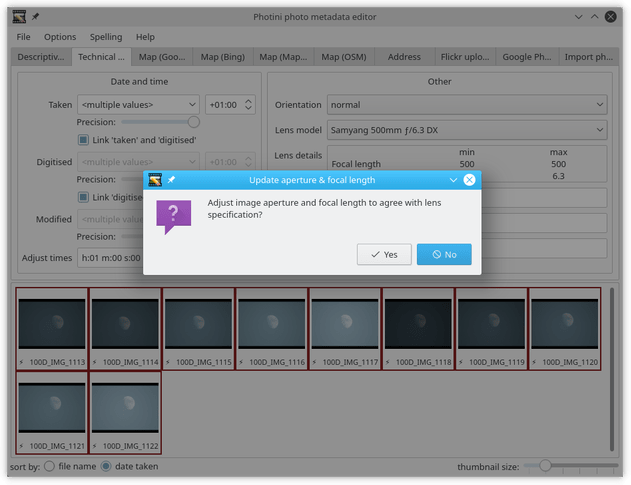 Photini photo metadata editor
File Options Spelling Help
Descriptiv... Technical ... Map (Goo... Map (Bing) Map (Map... Map (OSM) Address Flickr uplo... Google Ph... Import ph...
Date and time
Taken <multiple values> +01:00
Precision:
Link 'taken' and 'digitised'
Digitised <multiple values> +01:00
Precision:
Link 'digitise
Modified <multiple values>
Precision:
Adjust times h:01 m:00 s:00
Other
Orientation normal
Lens model Samyang 500mm ƒ/6.3 DX
Lens details min max
Focal length 500 500
6.3
Update aperture & focal length
Adjust image aperture and focal length to agree with lens
specification?
Yes No
100D_IMG_1113 100D_IMG_1114 100D_IMG_1115 100D_IMG_1116 100D_IMG_1117 100D_IMG_1118 100D_IMG_1119 100D_IMG_1120
100D_IMG_1121 100D_IMG_1122
sort by: file name date taken thumbnail size: